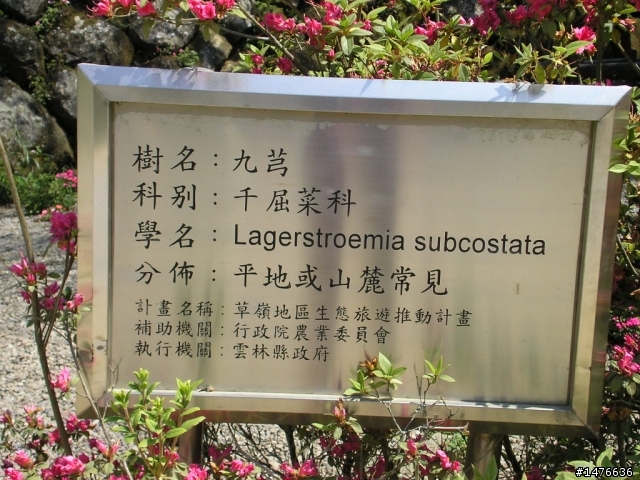 樹名：九芎
科別：千屈菜科
學名：Lagerstroemia subcostata
分佈：平地或山麓常見
計畫名稱：草嶺地區生態旅遊推動計畫
補助機關：行政院農業委員會
執行機關：雲林縣政府
#1476636